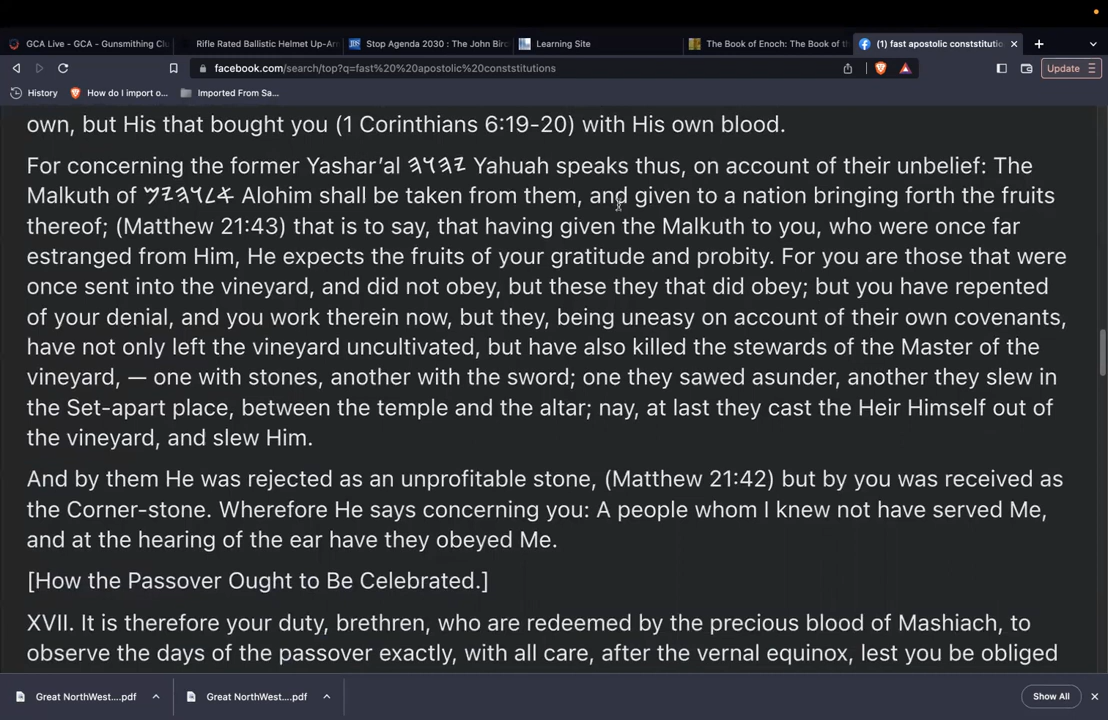 GCA Live - GCA - Gunsmithing Clu
Rifle Rated Ballistic Helmet Up-Ar
Stop Agenda 2030 : The John Birc
Learning Site
The Book of Enoch: The Book of th
(1) fast apostolic conststitutio
facebook.com/search/top?q=fast%20%20apostolic%20conststitutions
Update
History
How do I import o...
Imported From Sa...
own, but His that bought you (1 Corinthians 6:19-20) with His own blood.
For concerning the former Yashar’al 𐤉𐤄𐤅𐤄 Yahuah speaks thus, on account of their unbelief: The
Malkuth of 𐤀𐤋𐤅𐤄𐤉𐤌 Alohim shall be taken from them, and given to a nation bringing forth the fruits
thereof; (Matthew 21:43) that is to say, that having given the Malkuth to you, who were once far
estranged from Him, He expects the fruits of your gratitude and probity. For you are those that were
once sent into the vineyard, and did not obey, but these they that did obey; but you have repented
of your denial, and you work therein now, but they, being uneasy on account of their own covenants,
have not only left the vineyard uncultivated, but have also killed the stewards of the Master of the
vineyard, — one with stones, another with the sword; one they sawed asunder, another they slew in
the Set-apart place, between the temple and the altar; nay, at last they cast the Heir Himself out of
the vineyard, and slew Him.
And by them He was rejected as an unprofitable stone, (Matthew 21:42) but by you was received as
the Corner-stone. Wherefore He says concerning you: A people whom I knew not have served Me,
and at the hearing of the ear have they obeyed Me.
[How the Passover Ought to Be Celebrated.]
XVII. It is therefore your duty, brethren, who are redeemed by the precious blood of Mashiach, to
observe the days of the passover exactly, with all care, after the vernal equinox, lest you be obliged
Great NorthWest....pdf
Great NorthWest....pdf
Show All